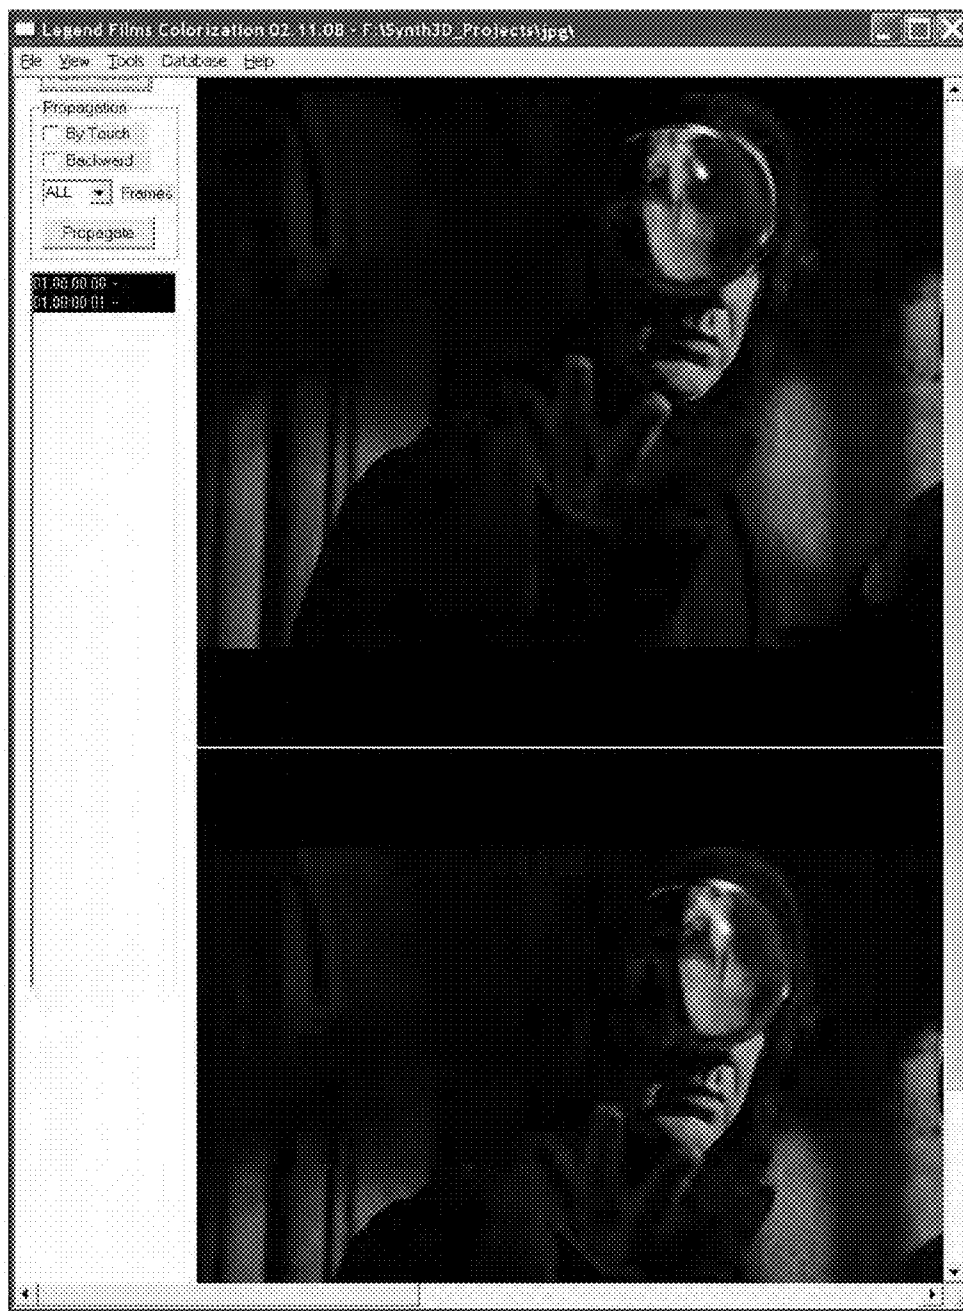 Legend Films Colorization 02.11.08 - F:\Synth3D_Projects\jpg\
File View Tools Database Help
Propagation
By Touch
Backward
ALL Frames
Propagate
01:00:00:00 -
01:00:00:01 -